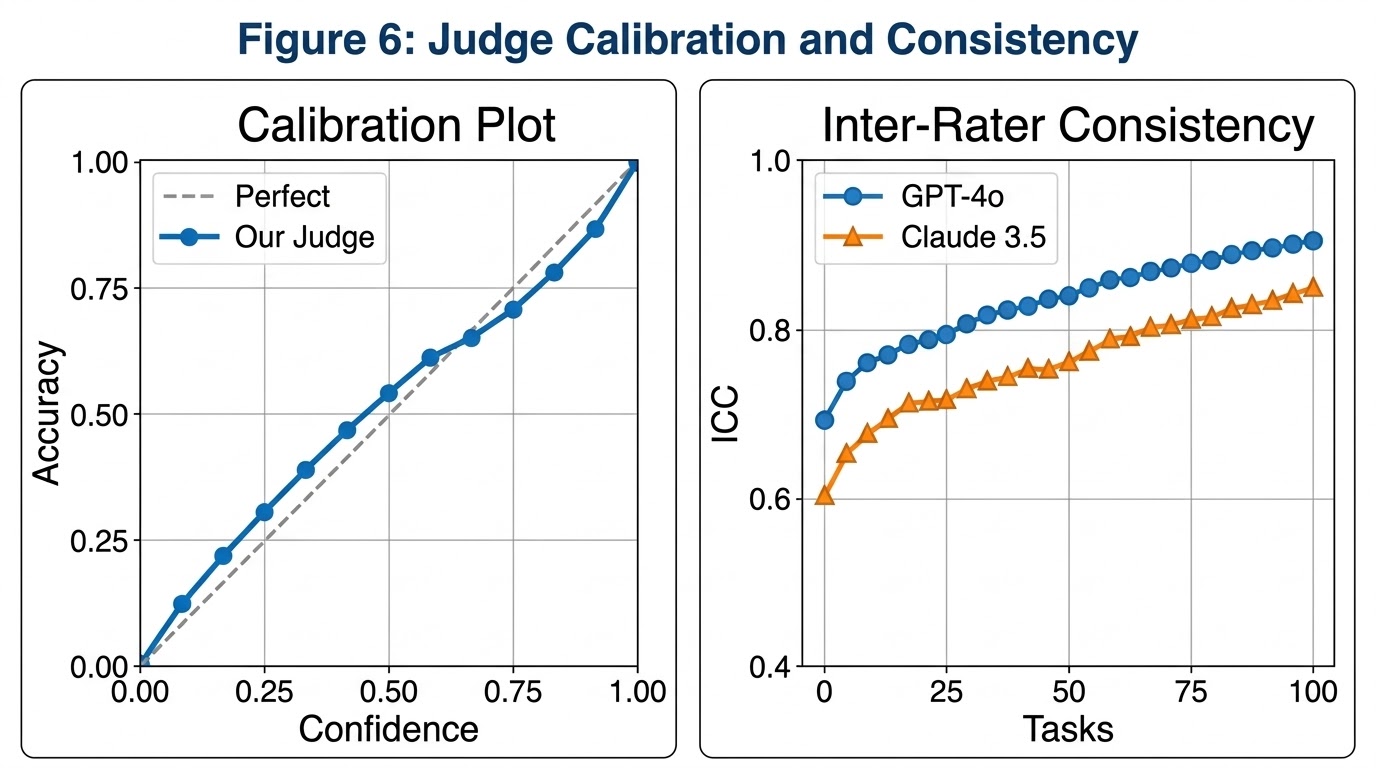 Figure 6: Judge Calibration and Consistency
Calibration Plot
1.00
0.75
0.50
0.25
0.00
Accuracy
Perfect
Our Judge
0.00 0.25 0.50 0.75 1.00
Confidence
Inter-Rater Consistency
1.0
0.8
0.6
0.4
ICC
GPT-4o
Claude 3.5
0 25 50 75 100
Tasks